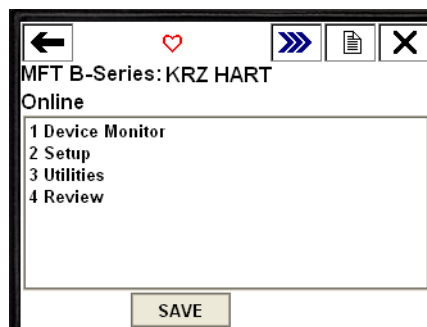 MFT B-Series: KRZ HART
Online
1 Device Monitor
2 Setup
3 Utilities
4 Review
SAVE